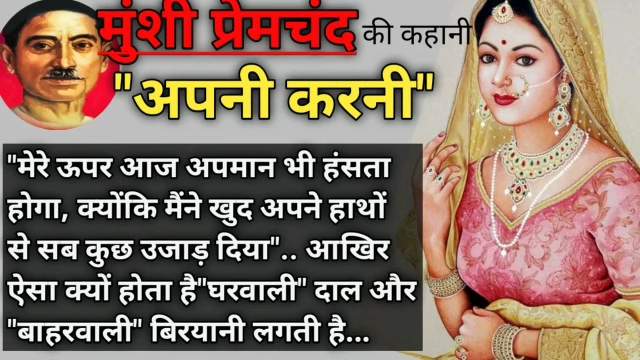 मुंशी प्रेमचंद की कहानी
"अपनी करनी"
"मेरे ऊपर आज अपमान भी हंसता
होगा, क्योंकि मैंने खुद अपने हाथों
से सब कुछ उजाड़ दिया".. आखिर
ऐसा क्यों होता है"घरवाली" दाल और
"बाहरवाली" बिरयानी लगती है...